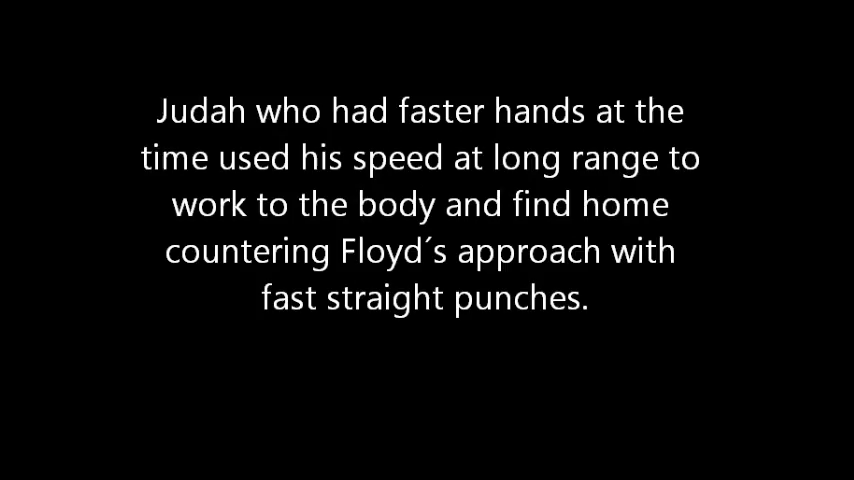 Judah who had faster hands at the
time used his speed at long range to
work to the body and find home
countering Floyd´s approach with
fast straight punches.